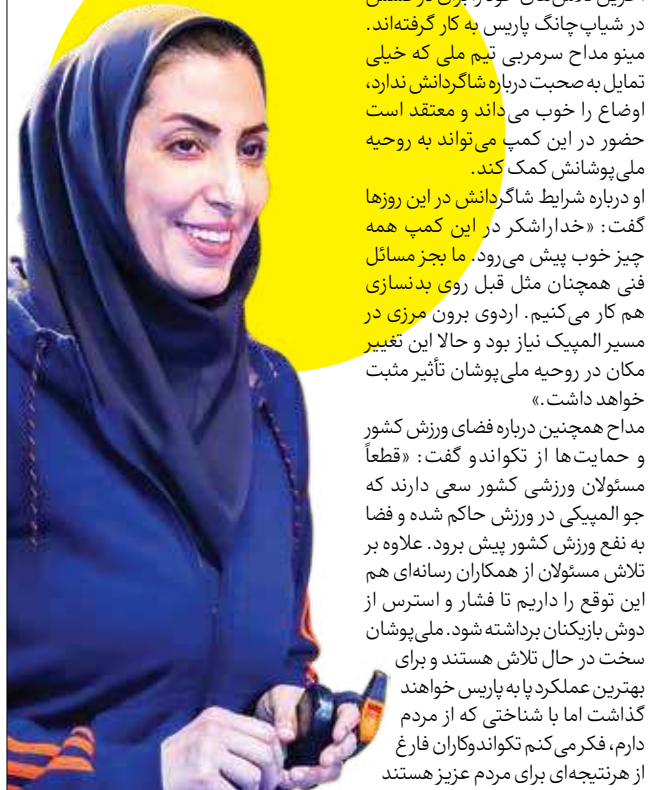 در شیاپ‌چانگ پاریس به کار گرفته‌اند.
مینو مداح سرمربی تیم ملی که خیلی
تمایل به صحبت درباره شاگردانش ندارد،
اوضاع را خوب می‌داند و معتقد است
حضور در این کمپ می‌تواند به روحیه
ملی‌پوشانش کمک کند.
او درباره شرایط شاگردانش در این روزها
گفت: «خداراشکر در این کمپ همه
چیز خوب پیش می‌رود. ما بجز مسائل
فنی همچنان مثل قبل روی بدنسازی
هم کار می‌کنیم. اردوی برون مرزی در
مسیر المپیک نیاز بود و حالا این تغییر
مکان در روحیه ملی‌پوشان تأثیر مثبت
خواهد داشت.»
مداح همچنین درباره فضای ورزش کشور
و حمایت‌ها از تکواندو گفت: «قطعاً
مسئولان ورزشی کشور سعی دارند که
جو المپیکی در ورزش حاکم شده و فضا
به نفع ورزش کشور پیش برود. علاوه بر
تلاش مسئولان از همکاران رسانه‌ای هم
این توقع را داریم تا فشار و استرس از
دوش بازیکنان برداشته شود. ملی‌پوشان
سخت در حال تلاش هستند و برای
بهترین عملکرد پا به پاریس خواهند
گذاشت اما با شناختی که از مردم
دارم، فکر می‌کنم تکواندوکاران فارغ
از هرنتیجه‌ای برای مردم عزیز هستند